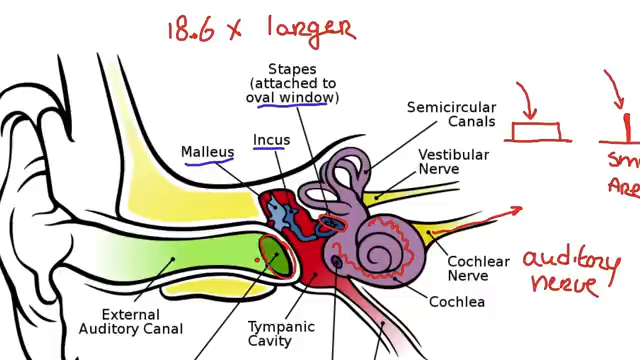 18.6 x larger
Stapes
(attached to
oval window)
Malleus
Incus
Semicircular
Canals
Vestibular
Nerve
Cochlear
Nerve
Cochlea
auditory
nerve
External
Auditory Canal
Tympanic
Cavity